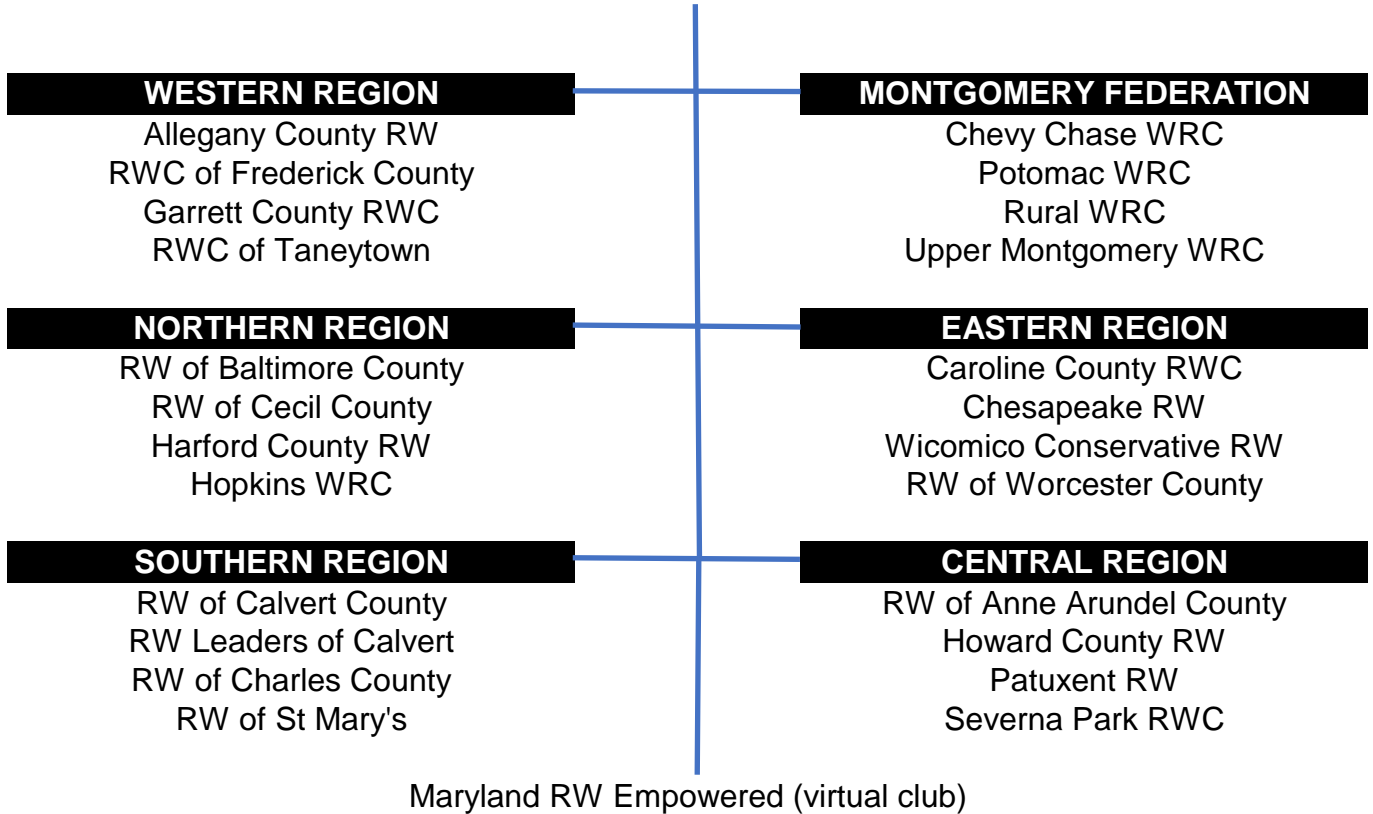 WESTERN REGION
Allegany County RW
RWC of Frederick County
Garrett County RWC
RWC of Taneytown
MONTGOMERY FEDERATION
Chevy Chase WRC
Potomac WRC
Rural WRC
Upper Montgomery WRC
NORTHERN REGION
RW of Baltimore County
RW of Cecil County
Harford County RW
Hopkins WRC
EASTERN REGION
Caroline County RWC
Chesapeake RW
Wicomico Conservative RW
RW of Worcester County
SOUTHERN REGION
RW of Calvert County
RW Leaders of Calvert
RW of Charles County
RW of St Mary's
CENTRAL REGION
RW of Anne Arundel County
Howard County RW
Patuxent RW
Severna Park RWC
Maryland RW Empowered (virtual club)